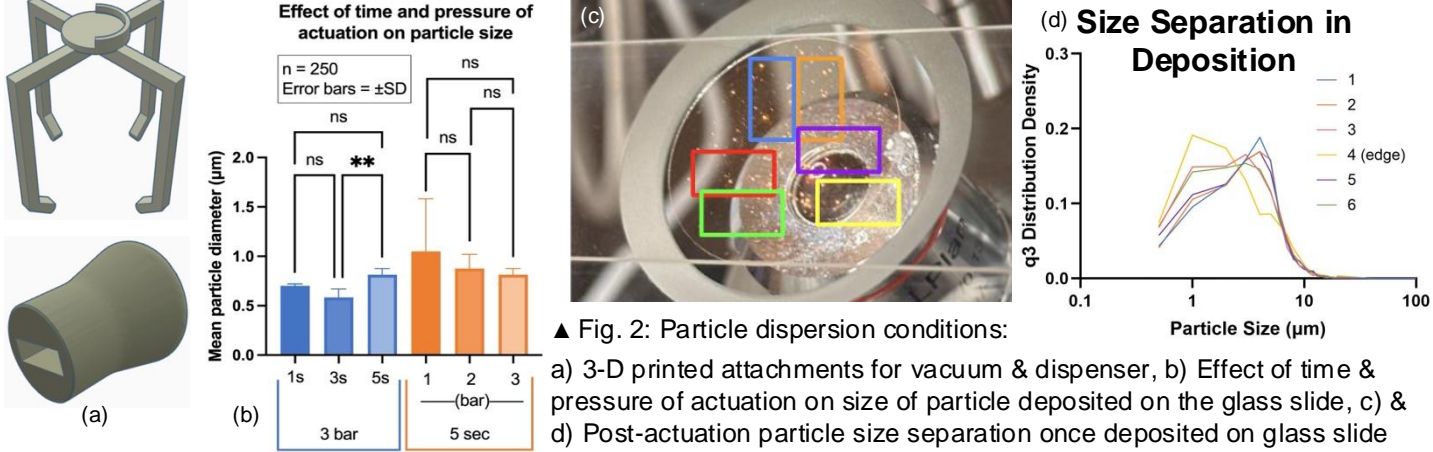 (a)
Effect of time and pressure of
actuation on particle size
n = 250
Error bars = ±SD
ns
ns
ns
ns
**
ns
Mean particle diameter (µm)
2.0
1.5
1.0
0.5
0.0
1s 3s 5s 1 2 3
(bar)
3 bar 5 sec
(b)
(c)
(d) Size Separation in
Deposition
q3 Distribution Density
0.3
0.2
0.1
0.0
0.1 1 10 100
Particle Size (µm)
1
2
3
4 (edge)
5
6
▲ Fig. 2: Particle dispersion conditions:
a) 3-D printed attachments for vacuum & dispenser, b) Effect of time &
pressure of actuation on size of particle deposited on the glass slide, c) &
d) Post-actuation particle size separation once deposited on glass slide